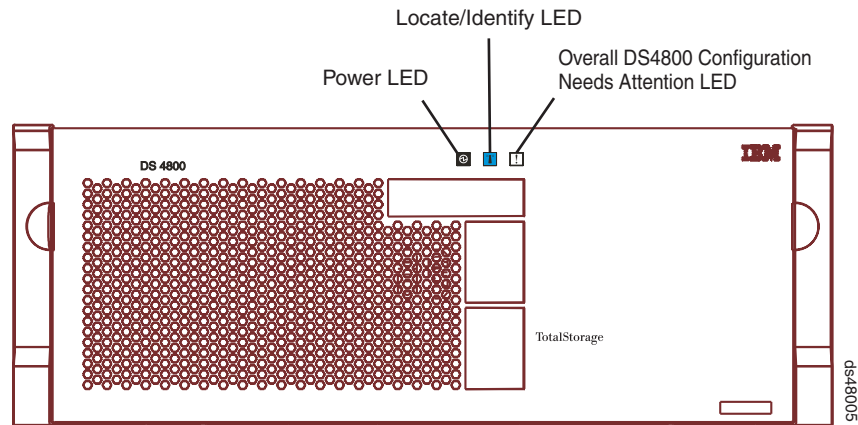 Locate/Identify LED
Overall DS4800 Configuration
Needs Attention LED
Power LED
DS 4800
IBM
TotalStorage
ds48005